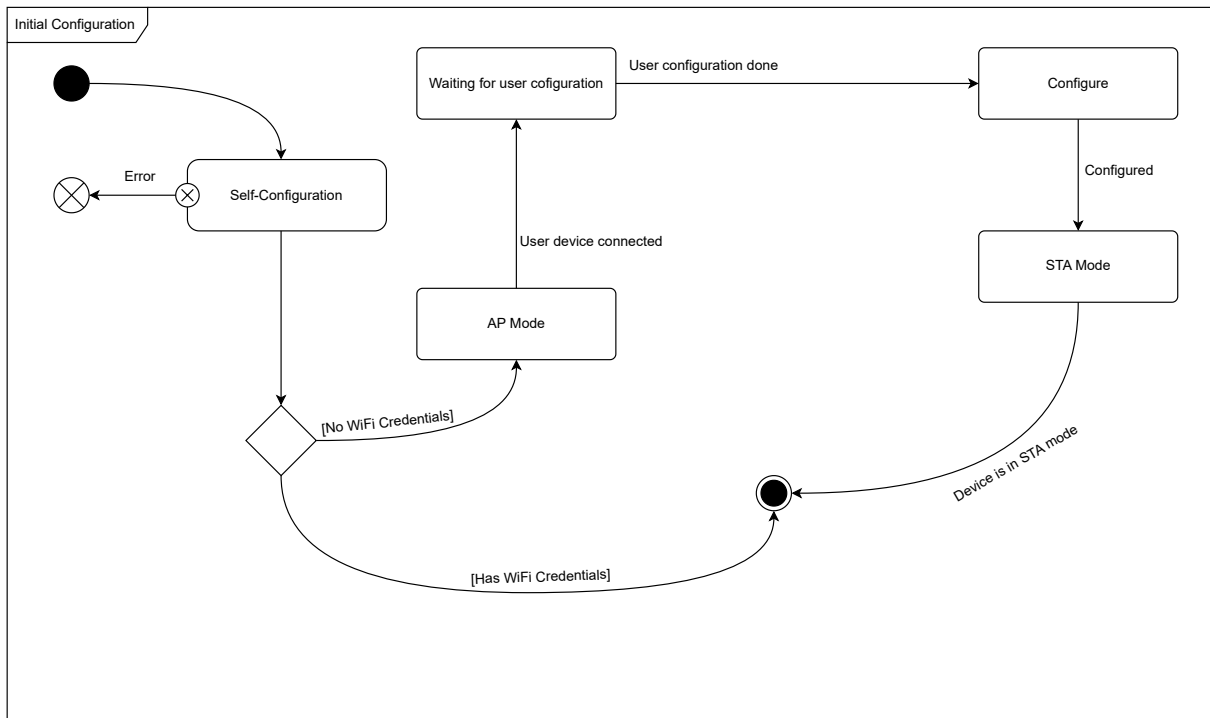 Initial Configuration
Waiting for user cofiguration
User configuration done
Configure
Error
Self-Configuration
Configured
User device connected
STA Mode
AP Mode
[No WiFi Credentials]
Device is in STA mode
[Has WiFi Credentials]